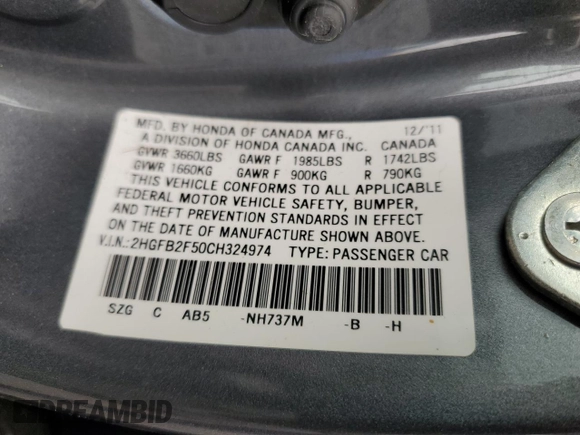 MFD. BY HONDA OF CANADA MFG., 12/'11
A DIVISION OF HONDA CANADA INC. CANADA
GVWR 3660LBS GAWR F 1985LBS R 1742LBS
GVWR 1660KG GAWR F 900KG R 790KG
THIS VEHICLE CONFORMS TO ALL APPLICABLE
FEDERAL MOTOR VEHICLE SAFETY, BUMPER,
AND THEFT PREVENTION STANDARDS IN EFFECT
ON THE DATE OF MANUFACTURE SHOWN ABOVE.
V.I.N.:2HGFB2F50CH324974 TYPE:PASSENGER CAR
SZG C AB5 -NH737M -B -H
DREAMBID